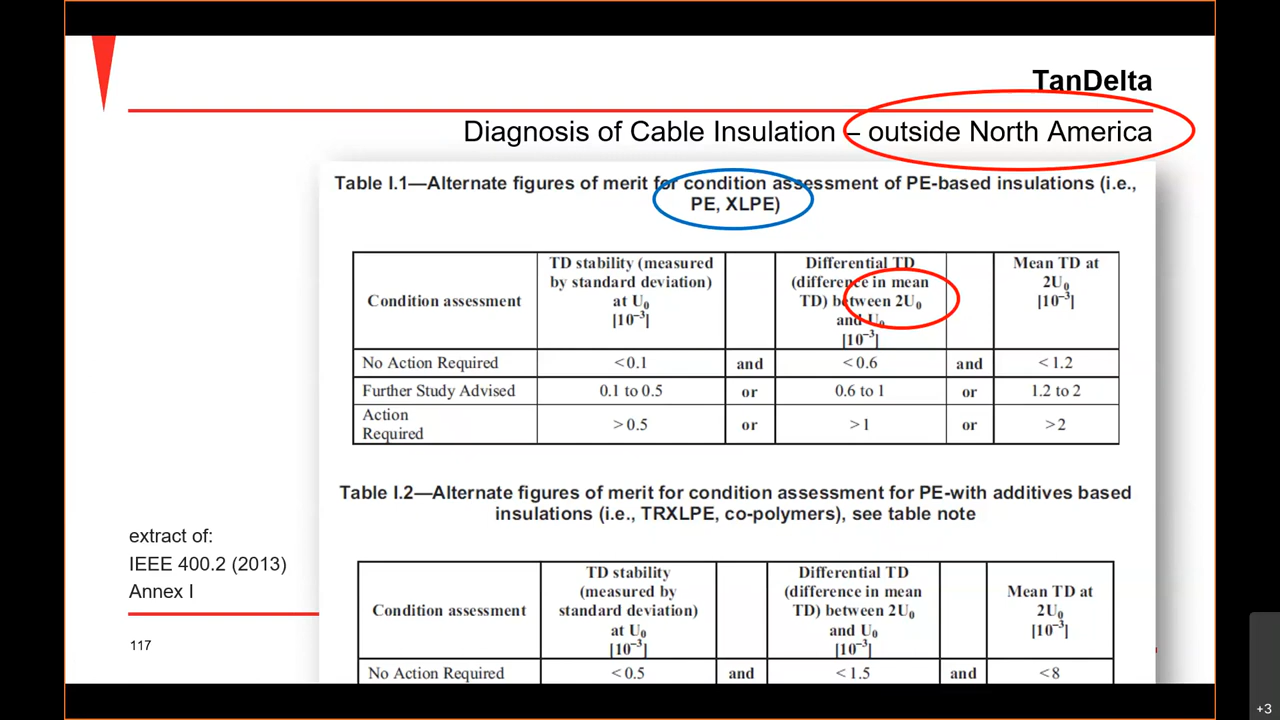 TanDelta
Diagnosis of Cable Insulation – outside North America
Table I.1—Alternate figures of merit for condition assessment of PE-based insulations (i.e.,
PE, XLPE)
Condition assessment
TD stability (measured
by standard deviation)
at U₀
[10⁻³]
Differential TD
(difference in mean
TD) between 2U₀
and U₀
[10⁻³]
Mean TD at
2U₀
[10⁻³]
No Action Required <0.1 and <0.6 and <1.2
Further Study Advised 0.1 to 0.5 or 0.6 to 1 or 1.2 to 2
Action
Required >0.5 or >1 or >2
Table I.2—Alternate figures of merit for condition assessment for PE-with additives based
insulations (i.e., TRXLPE, co-polymers), see table note
Condition assessment
TD stability
(measured by
standard deviation)
at U₀
[10⁻³]
Differential TD
(difference in mean
TD) between 2U₀
and U₀
[10⁻³]
Mean TD at
2U₀
[10⁻³]
No Action Required <0.5 and <1.5 and <8
extract of:
IEEE 400.2 (2013)
Annex I
117
+3